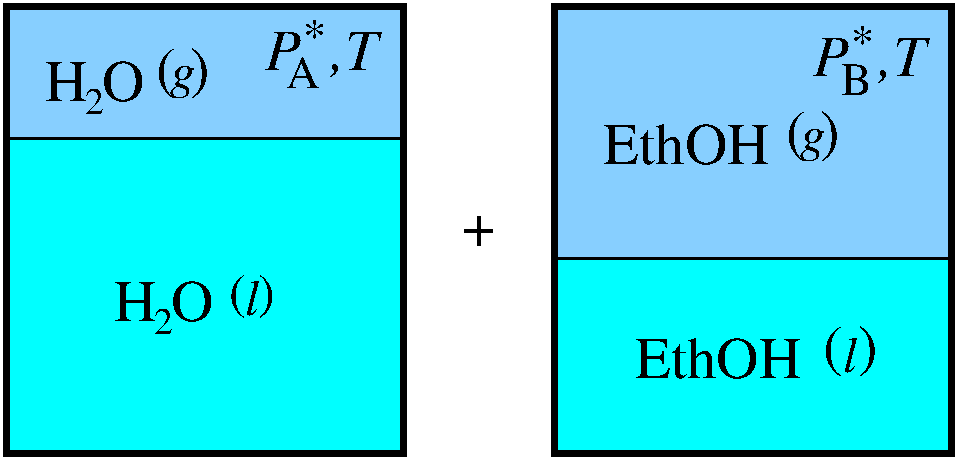 H₂O (g) P*A, T
H₂O (l)
+
P*B, T
EthOH (g)
EthOH (l)